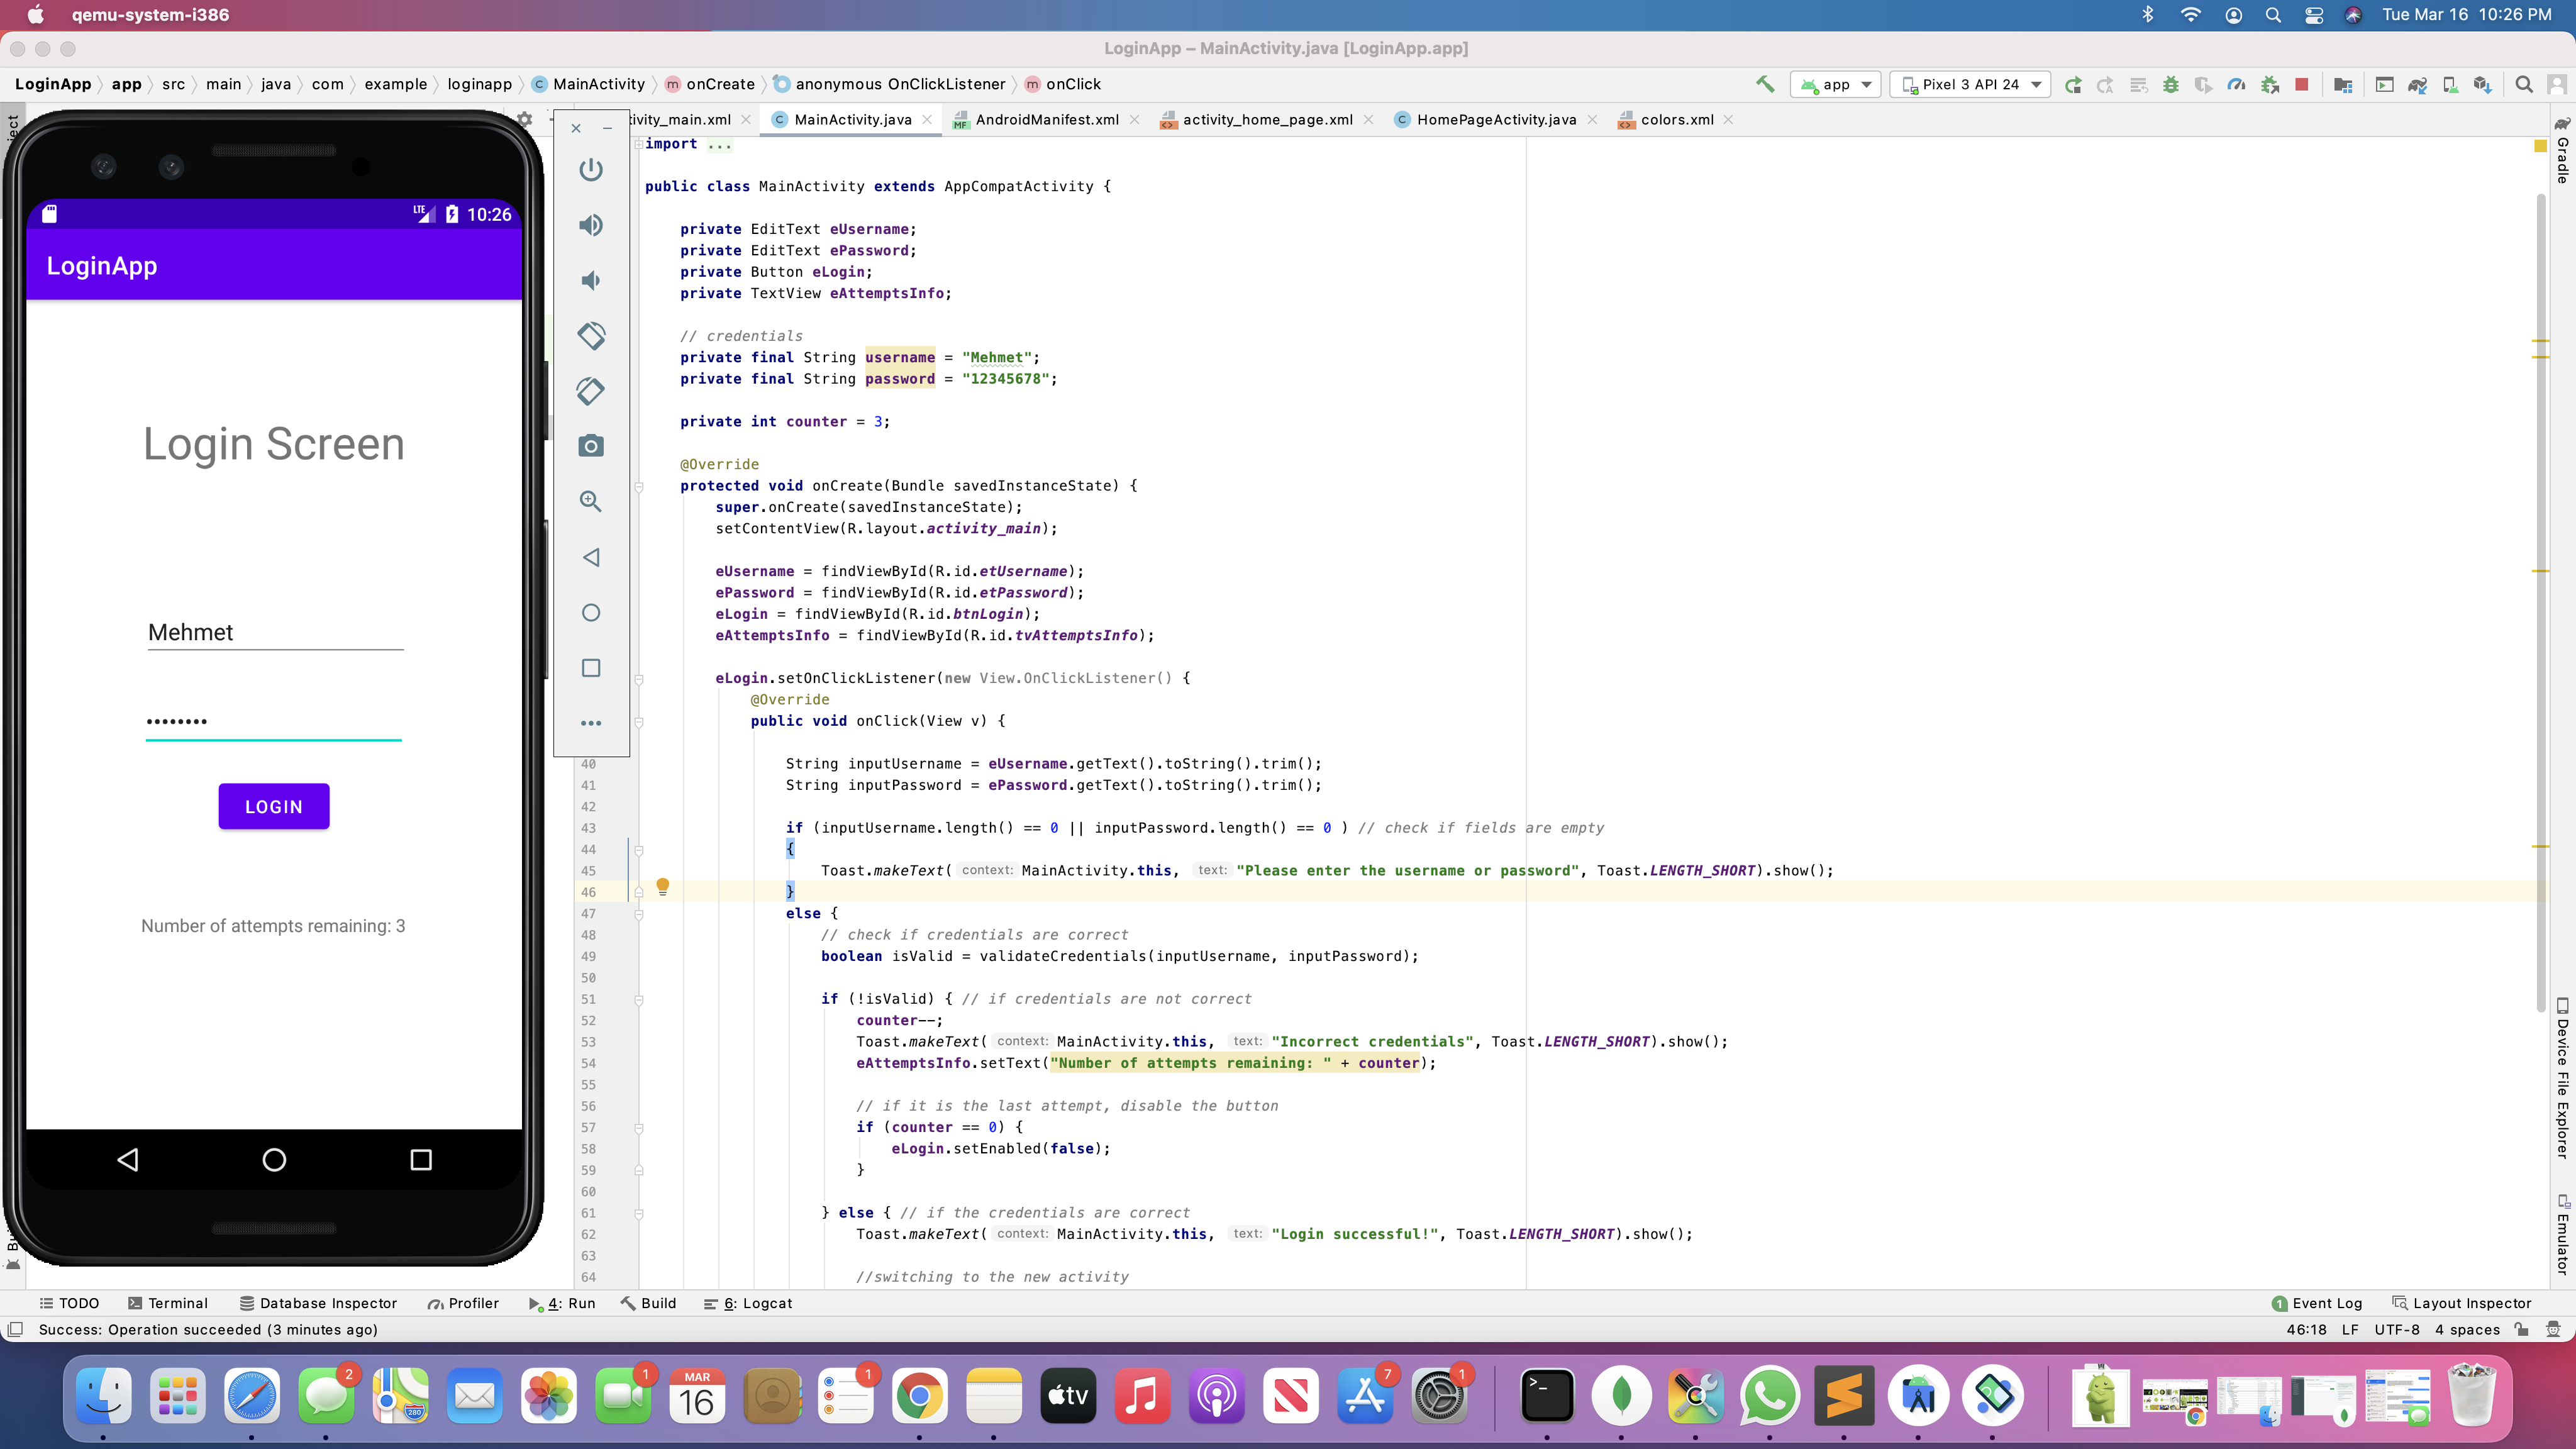 qemu-system-i386
Tue Mar 16 10:26 PM
LoginApp – MainActivity.java [LoginApp.app]
LoginApp app src main java com example loginapp MainActivity onCreate anonymous OnClickListener onClick
app Pixel 3 API 24
tivity_main.xml MainActivity.java AndroidManifest.xml activity_home_page.xml HomePageActivity.java colors.xml
Gradle
Device File Explorer
Emulator
LTE 10:26
LoginApp
Login Screen
Mehmet
••••••••
LOGIN
Number of attempts remaining: 3
import ...
public class MainActivity extends AppCompatActivity {
private EditText eUsername;
private EditText ePassword;
private Button eLogin;
private TextView eAttemptsInfo;
// credentials
private final String username = "Mehmet";
private final String password = "12345678";
private int counter = 3;
@Override
protected void onCreate(Bundle savedInstanceState) {
super.onCreate(savedInstanceState);
setContentView(R.layout.activity_main);
eUsername = findViewById(R.id.etUsername);
ePassword = findViewById(R.id.etPassword);
eLogin = findViewById(R.id.btnLogin);
eAttemptsInfo = findViewById(R.id.tvAttemptsInfo);
eLogin.setOnClickListener(new View.OnClickListener() {
@Override
public void onClick(View v) {
40 String inputUsername = eUsername.getText().toString().trim();
41 String inputPassword = ePassword.getText().toString().trim();
42
43 if (inputUsername.length() == 0 || inputPassword.length() == 0 ) // check if fields are empty
44 {
45 Toast.makeText( context: MainActivity.this, text: "Please enter the username or password", Toast.LENGTH_SHORT).show();
46 }
47 else {
48 // check if credentials are correct
49 boolean isValid = validateCredentials(inputUsername, inputPassword);
50
51 if (!isValid) { // if credentials are not correct
52 counter--;
53 Toast.makeText( context: MainActivity.this, text: "Incorrect credentials", Toast.LENGTH_SHORT).show();
54 eAttemptsInfo.setText("Number of attempts remaining: " + counter);
55
56 // if it is the last attempt, disable the button
57 if (counter == 0) {
58 eLogin.setEnabled(false);
59 }
60
61 } else { // if the credentials are correct
62 Toast.makeText( context: MainActivity.this, text: "Login successful!", Toast.LENGTH_SHORT).show();
63
64 //switching to the new activity
TODO Terminal Database Inspector Profiler 4: Run Build 6: Logcat 1 Event Log Layout Inspector
Success: Operation succeeded (3 minutes ago) 46:18 LF UTF-8 4 spaces
2 1 MAR 16 1 tv 7 1
280